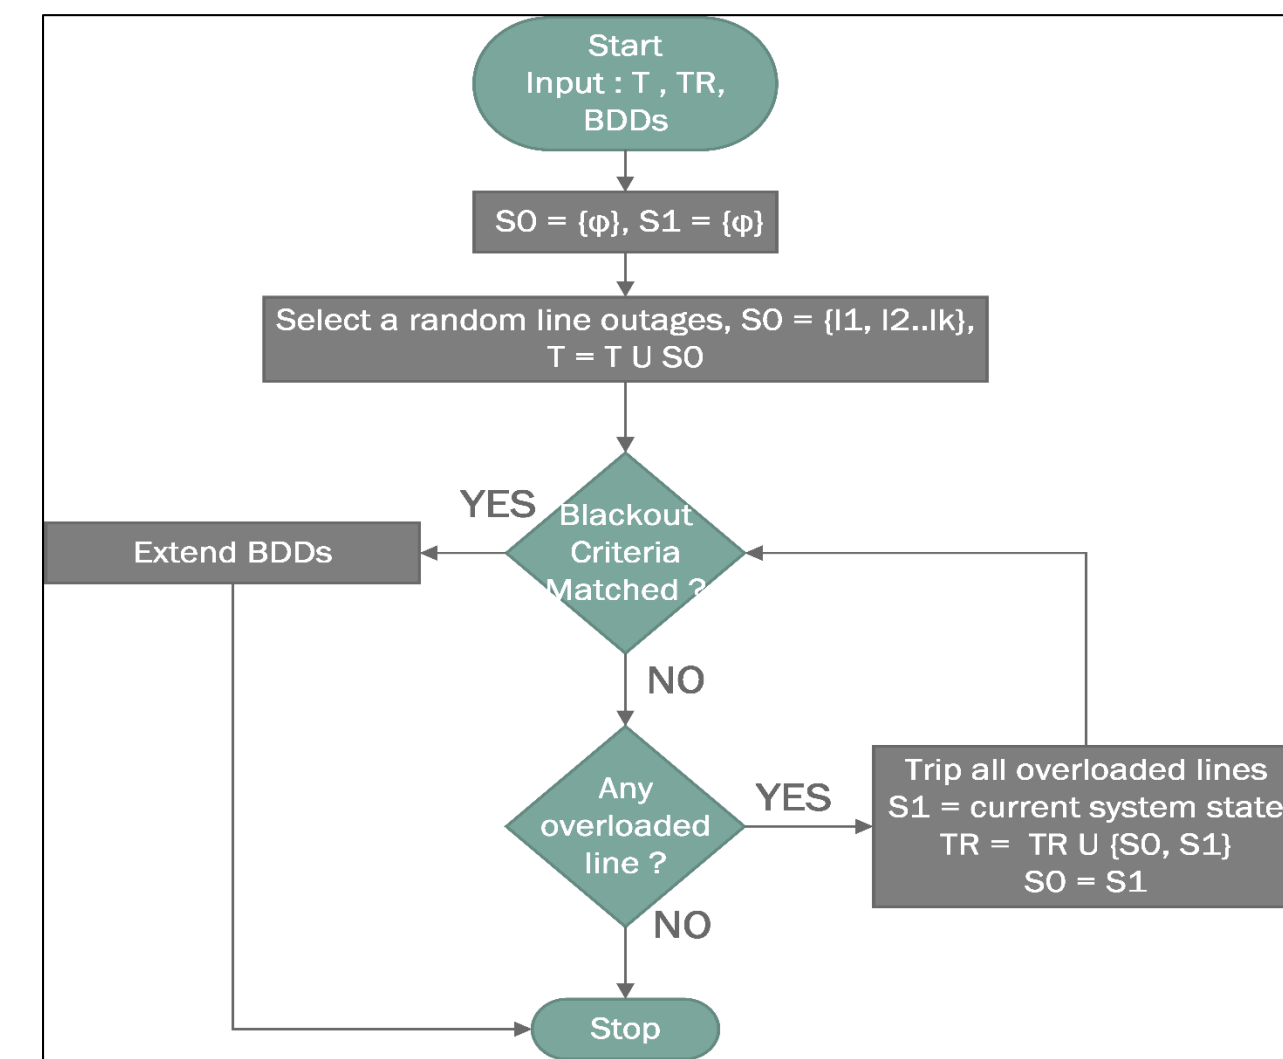 Start
Input : T , TR,
BDDs
S0 = {φ}, S1 = {φ}
Select a random line outages, S0 = {l1, l2..lk},
T = T U S0
YES
Blackout
Criteria
Matched ?
Extend BDDs
NO
Any
overloaded
line ?
YES
Trip all overloaded lines
S1 = current system state
TR =  TR U {S0, S1}
S0 = S1
NO
Stop